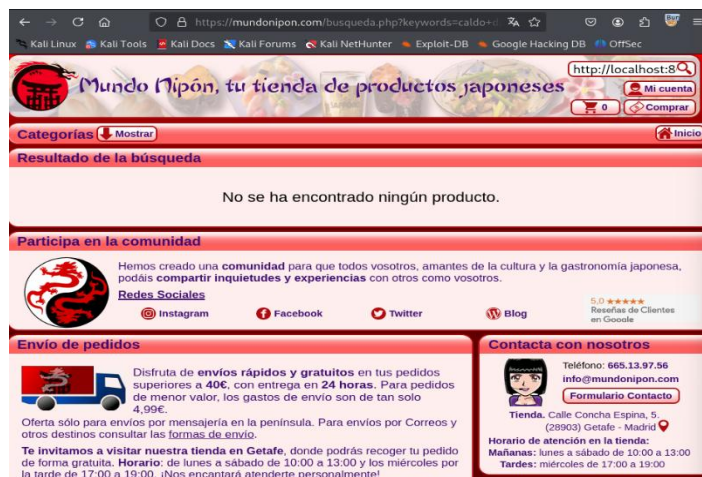 https://mundonipon.com/busqueda.php?keywords=caldo+d
Kali Linux Kali Tools Kali Docs Kali Forums Kali NetHunter Exploit-DB Google Hacking DB OffSec
Mundo Nipón, tu tienda de productos japoneses
http://localhost:8
Mi cuenta
0 Comprar
Categorías Mostrar Inicio
Resultado de la búsqueda
No se ha encontrado ningún producto.
Participa en la comunidad
Hemos creado una comunidad para que todos vosotros, amantes de la cultura y la gastronomía japonesa,
podáis compartir inquietudes y experiencias con otros como vosotros.
Redes Sociales
Instagram Facebook Twitter Blog
5,0 ★★★★★
Reseñas de Clientes
en Google
Envío de pedidos
Disfruta de envíos rápidos y gratuitos en tus pedidos
superiores a 40€, con entrega en 24 horas. Para pedidos
de menor valor, los gastos de envío son de tan solo
4,99€.
Oferta sólo para envíos por mensajería en la península. Para envíos por Correos y
otros destinos consultar las formas de envío.
Te invitamos a visitar nuestra tienda en Getafe, donde podrás recoger tu pedido
de forma gratuita. Horario: de lunes a sábado de 10:00 a 13:00 y los miércoles por
la tarde de 17:00 a 19:00. ¡Nos encantará atenderte personalmente!
Contacta con nosotros
Teléfono: 665.13.97.56
info@mundonipon.com
Formulario Contacto
Tienda. Calle Concha Espina, 5.
(28903) Getafe - Madrid
Horario de atención en la tienda:
Mañanas: lunes a sábado de 10:00 a 13:00
Tardes: miércoles de 17:00 a 19:00